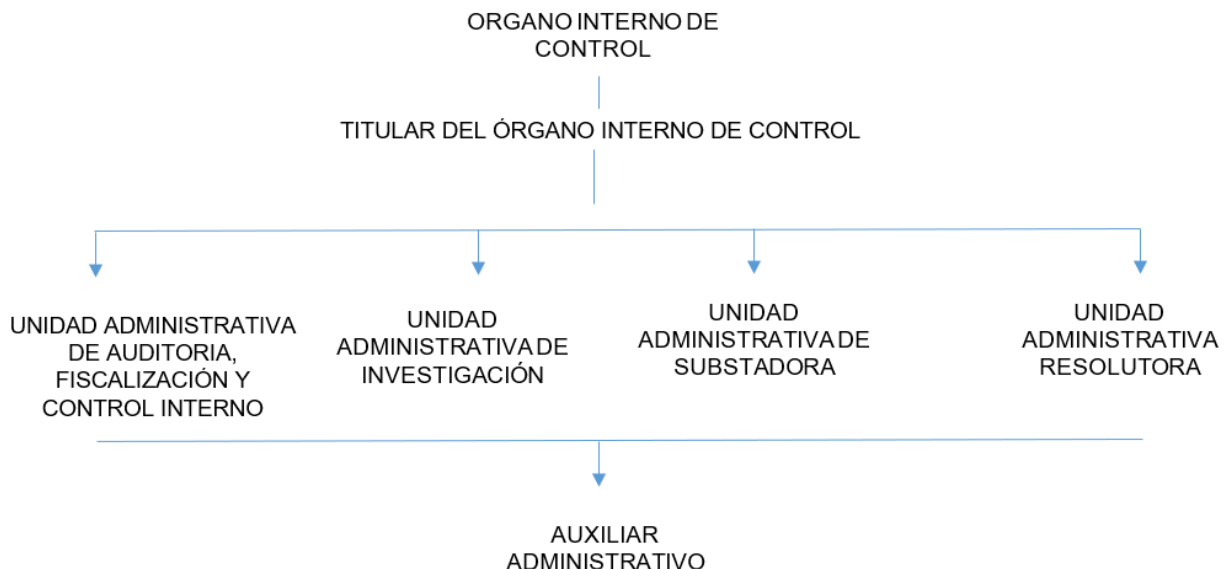 ORGANO INTERNO DE
CONTROL
TITULAR DEL ÓRGANO INTERNO DE CONTROL
UNIDAD ADMINISTRATIVA
DE AUDITORIA,
FISCALIZACIÓN Y
CONTROL INTERNO
UNIDAD
ADMINISTRATIVA DE
INVESTIGACIÓN
UNIDAD
ADMINISTRATIVA DE
SUBSTADORA
UNIDAD
ADMINISTRATIVA
RESOLUTORA
AUXILIAR
ADMINISTRATIVO